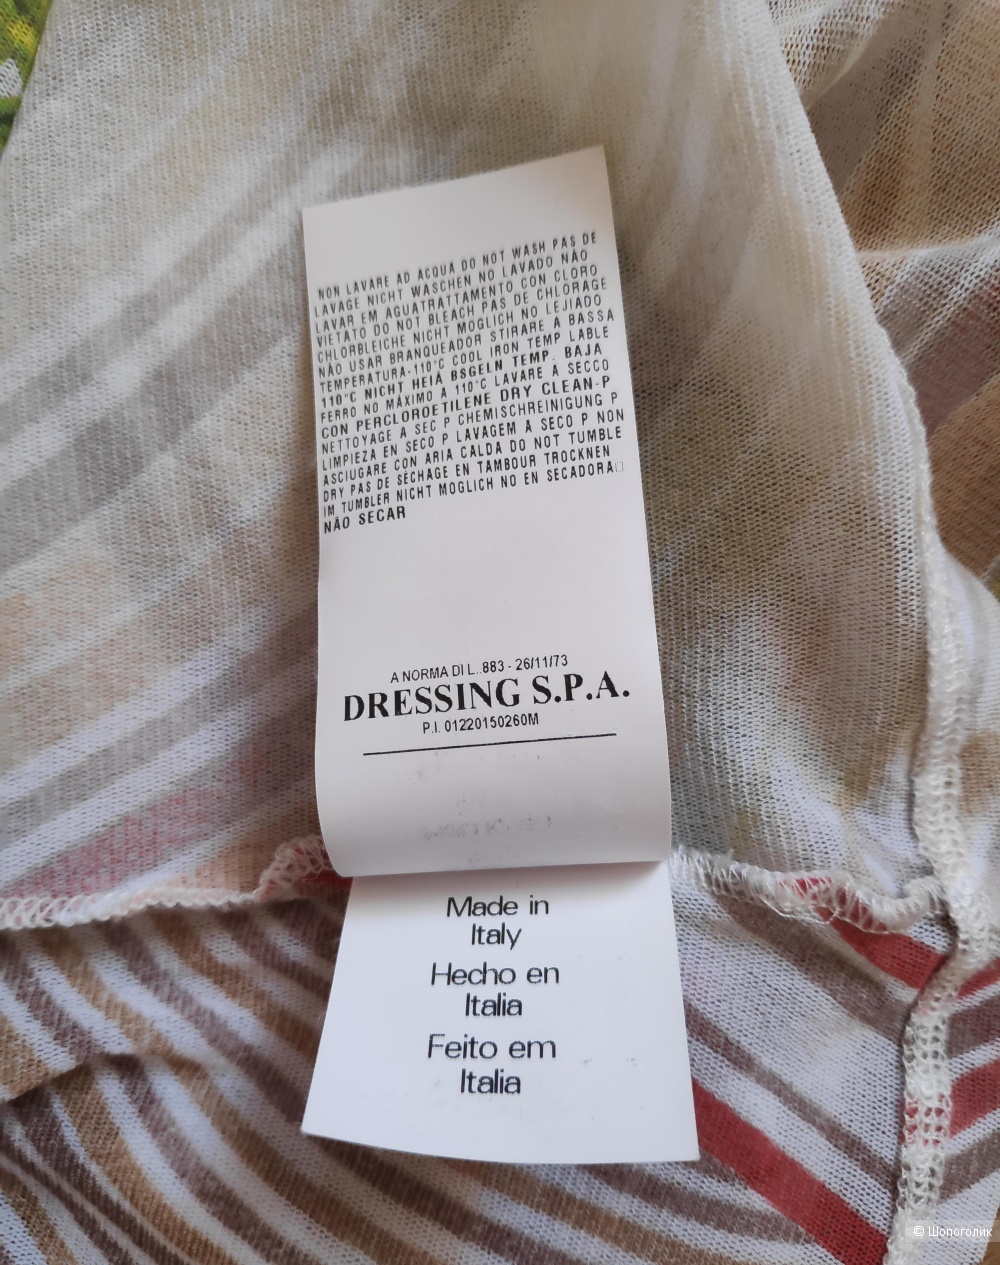 NON LAVARE AD ACQUA DO NOT WASH PAS DE
LAVAGE NICHT WASCHEN NO LAVADO NÃO
LAVAR EM AGUATRATTAMENTO CON CLORO
VIETATO DO NOT BLEACH PAS DE CHLORAGE
CHLORBLEICHE NICHT MOGLICH NO LEJIADO
NÃO USAR BRANQUEADOR STIRARE A BASSA
TEMPERATURA-110°C COOL IRON TEMP LABLE
110°C NICHT HEIÁ BSGELN TEMP. BAJA
FERRO NO MÁXIMO A 110°C LAVARE A SECCO
CON PERCLOROETILENE DRY CLEAN-P
NETTOYAGE A SEC P CHEMISCHREINIGUNG P
LIMPIEZA EN SECO P LAVAGEM A SECO P NON
ASCIUGARE CON ARIA CALDA DO NOT TUMBLE
DRY PAS DE SÉCHAGE EN TAMBOUR TROCKNEN
IM TUMBLER NICHT MOGLICH NO EN SECADORA□
NÃO SECAR
A NORMA DI L..883 - 26/11/73
DRESSING S.P.A.
P.I. 01220150260M
Made in
Italy
Hecho en
Italia
Feito em
Italia
© Шопоголик